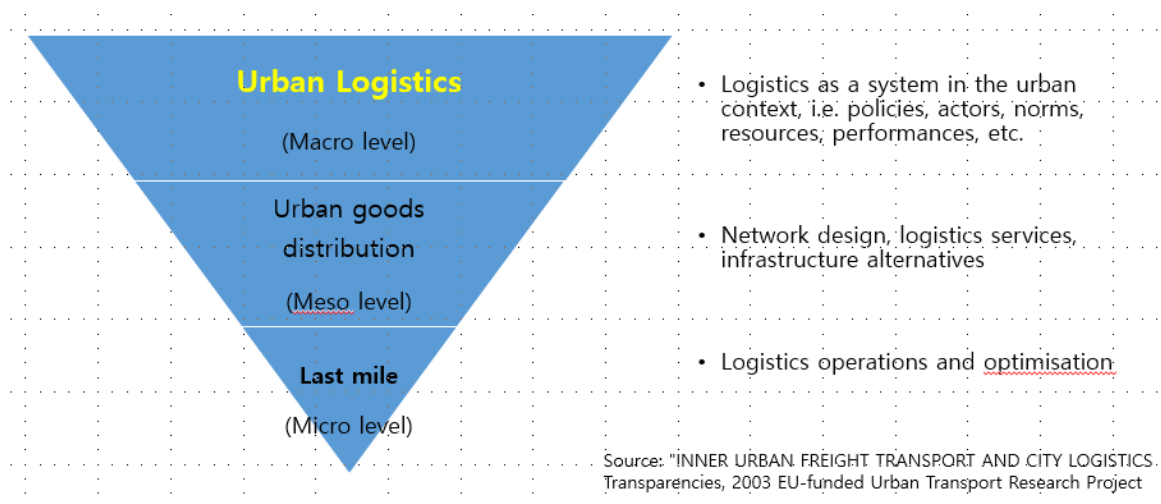 Urban Logistics
(Macro level)
• Logistics as a system in the urban
context, i.e. policies, actors, norms,
resources, performances, etc.
Urban goods
distribution
(Meso level)
• Network design, logistics services,
infrastructure alternatives
Last mile
(Micro level)
• Logistics operations and optimisation
Source: "INNER URBAN FREIGHT TRANSPORT AND CITY LOGISTICS
Transparencies, 2003 EU-funded Urban Transport Research Project